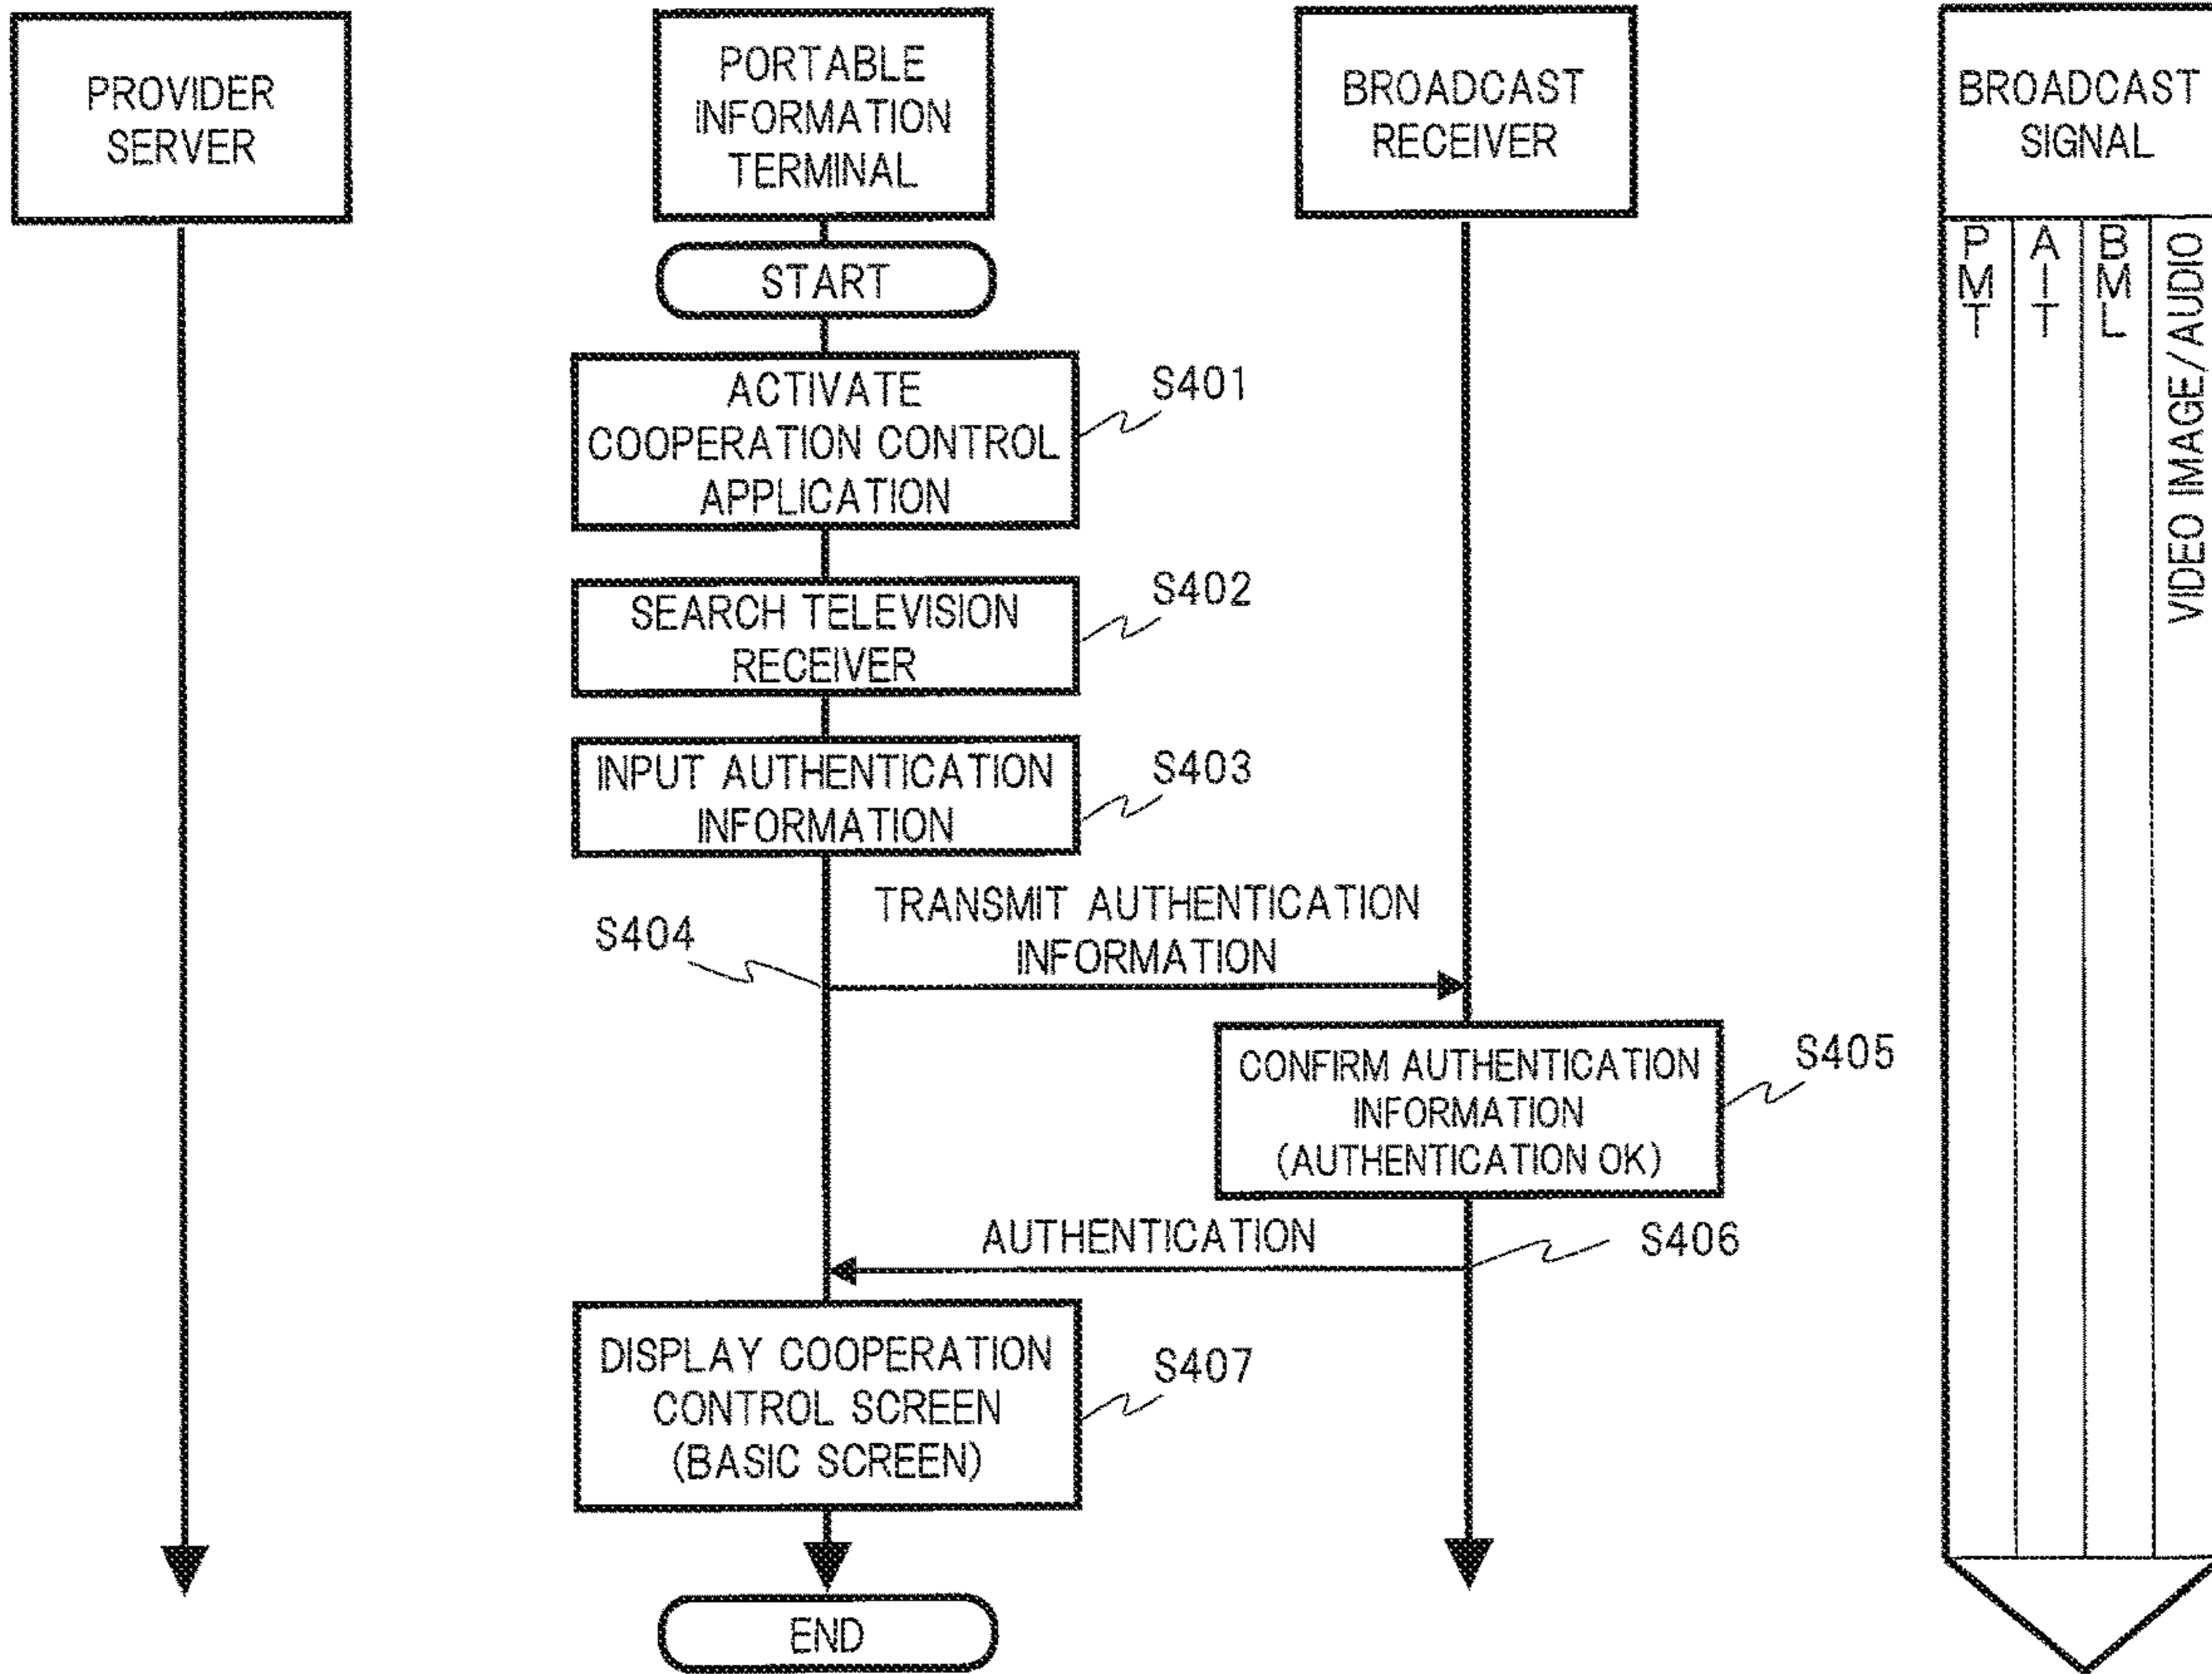 PROVIDER
SERVER
PORTABLE
INFORMATION
TERMINAL
BROADCAST
RECEIVER
BROADCAST
SIGNAL
PMT
AIT
BML
VIDEO IMAGE/AUDIO
START
ACTIVATE
COOPERATION CONTROL
APPLICATION
S401
SEARCH TELEVISION
RECEIVER
S402
INPUT AUTHENTICATION
INFORMATION
S403
TRANSMIT AUTHENTICATION
INFORMATION
S404
CONFIRM AUTHENTICATION
INFORMATION
(AUTHENTICATION OK)
S405
AUTHENTICATION
S406
DISPLAY COOPERATION
CONTROL SCREEN
(BASIC SCREEN)
S407
END